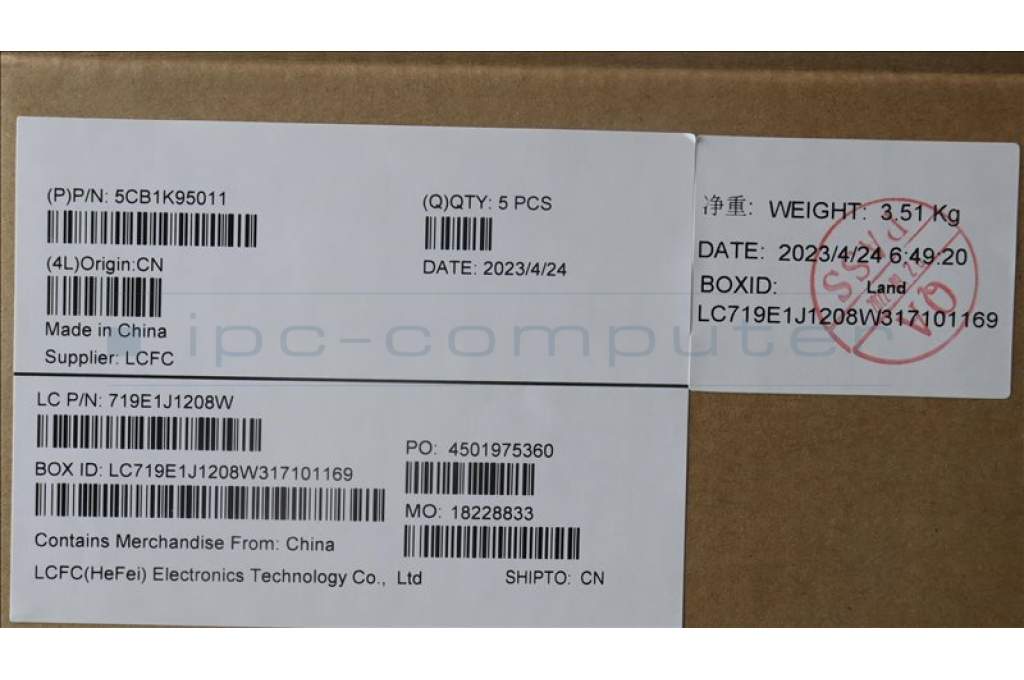 (P)P/N: 5CB1K95011
(Q)QTY: 5 PCS
(4L)Origin:CN
DATE: 2023/4/24
Made in China
Supplier: LCFC
净重: WEIGHT: 3.51 Kg
DATE: 2023/4/24 6:49:20
BOXID: Land
LC719E1J1208W317101169
PASS
QA
ipc-computer
LC P/N: 719E1J1208W
PO: 4501975360
BOX ID: LC719E1J1208W317101169
MO: 18228833
Contains Merchandise From: China
LCFC(HeFei) Electronics Technology Co., Ltd SHIPTO: CN